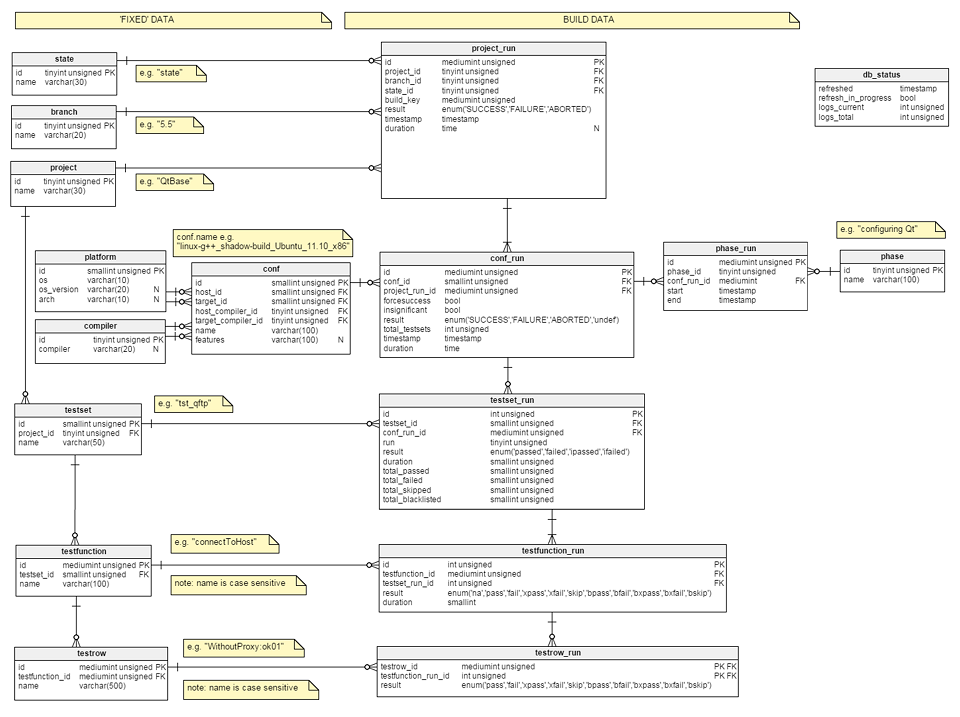 'FIXED' DATA
BUILD DATA
state
id tinyint unsigned PK
name varchar(30)
e.g. "state"
branch
id tinyint unsigned PK
name varchar(20)
e.g. "5.5"
project
id tinyint unsigned PK
name varchar(30)
e.g. "QtBase"
project_run
id mediumint unsigned PK
project_id tinyint unsigned FK
branch_id tinyint unsigned FK
state_id tinyint unsigned FK
build_key mediumint unsigned
result enum('SUCCESS','FAILURE','ABORTED')
timestamp timestamp
duration time N
db_status
refreshed timestamp
refresh_in_progress bool
logs_current int unsigned
logs_total int unsigned
conf.name e.g.
"linux-g++_shadow-build_Ubuntu_11.10_x86"
platform
id smallint unsigned PK
os varchar(10)
os_version varchar(20) N
arch varchar(10) N
compiler
id tinyint unsigned PK
compiler varchar(20) N
conf
id smallint unsigned PK
host_id smallint unsigned FK
target_id smallint unsigned FK
host_compiler_id tinyint unsigned FK
target_compiler_id tinyint unsigned FK
name varchar(100)
features varchar(100) N
conf_run
id mediumint unsigned PK
conf_id smallint unsigned FK
project_run_id mediumint unsigned FK
forcesuccess bool
insignificant bool
result enum('SUCCESS','FAILURE','ABORTED','undef')
total_testsets int unsigned
timestamp timestamp
duration time
phase_run
id mediumint unsigned PK
phase_id tinyint unsigned FK
conf_run_id mediumint FK
start timestamp
end timestamp
e.g. "configuring Qt"
phase
id tinyint unsigned PK
name varchar(100)
testset
id smallint unsigned PK
project_id tinyint unsigned FK
name varchar(50)
e.g. "tst_qftp"
testset_run
id int unsigned PK
testset_id smallint unsigned FK
conf_run_id mediumint unsigned FK
run tinyint unsigned
result enum('passed','failed','ipassed','ifailed')
duration smallint unsigned
total_passed smallint unsigned
total_failed smallint unsigned
total_skipped smallint unsigned
total_blacklisted smallint unsigned
testfunction
id mediumint unsigned PK
testset_id smallint unsigned FK
name varchar(100)
e.g. "connectToHost"
note: name is case sensitive
testfunction_run
id int unsigned PK
testfunction_id mediumint unsigned FK
testset_run_id int unsigned FK
result enum('na','pass','fail','xpass','xfail','skip','bpass','bfail','bxpass','bxfail','bskip')
duration smallint
testrow
id mediumint unsigned PK
testfunction_id mediumint unsigned FK
name varchar(500)
e.g. "WithoutProxy:ok01"
note: name is case sensitive
testrow_run
testrow_id mediumint unsigned PK FK
testfunction_run_id int unsigned PK FK
result enum('pass','fail','xpass','xfail','skip','bpass','bfail','bxpass','bxfail','bskip')